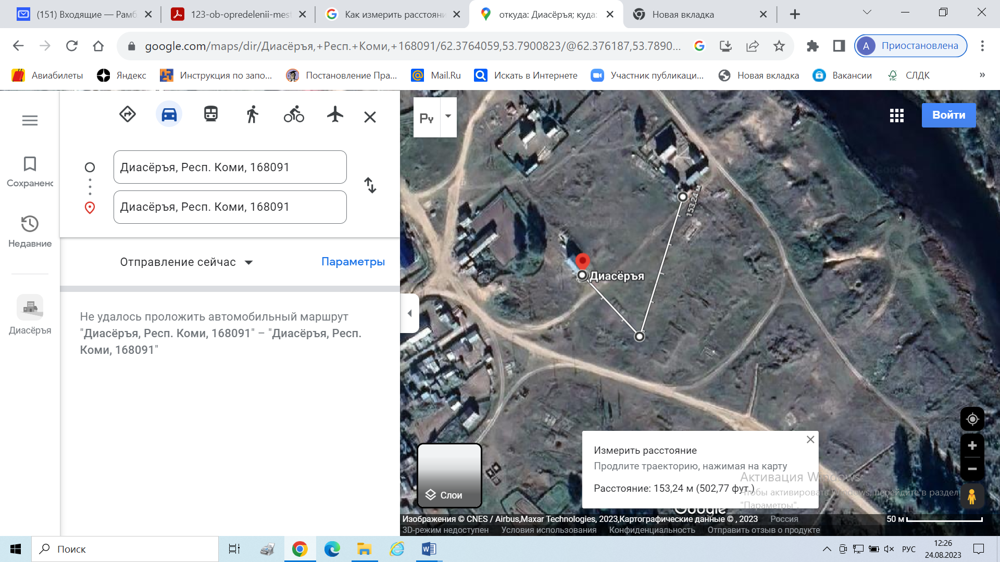 (151) Входящие — Рамб
123-ob-opredelenii-mest
Как измерить расстояни
откуда: Диасёръя; куда:
Новая вкладка
google.com/maps/dir/Диасёръя,+Респ.+Коми,+168091/62.3764059,53.7900823/@62.376187,53.7890...
А
Приостановлена
Авиабилеты
Яндекс
Инструкция по запо...
Постановление Пра...
Mail.Ru
Искать в Интернете
Участник публикаци...
Новая вкладка
Вакансии
СЛДК
»
Сохранено
Недавние
Диасёръя
Диасёръя, Респ. Коми, 168091
Диасёръя, Респ. Коми, 168091
Отправление сейчас
Параметры
Не удалось проложить автомобильный маршрут
"Диасёръя, Респ. Коми, 168091" – "Диасёръя, Респ.
Коми, 168091"
Ру
Войти
153,24 м
Диасёръя
Слои
Измерить расстояние
Продлите траекторию, нажимая на карту
Расстояние: 153,24 м (502,77 фут.)
Активация Windows
Чтобы активировать Windows, перейдите в раздел
"Параметры".
Google
Изображения © CNES / Airbus,Maxar Technologies, 2023,Картографические данные © , 2023
Россия
50 м
3D-режим недоступен
Условия использования
Конфиденциальность
Отправить отзыв о продукте
Поиск
РУС
12:26
24.08.2023